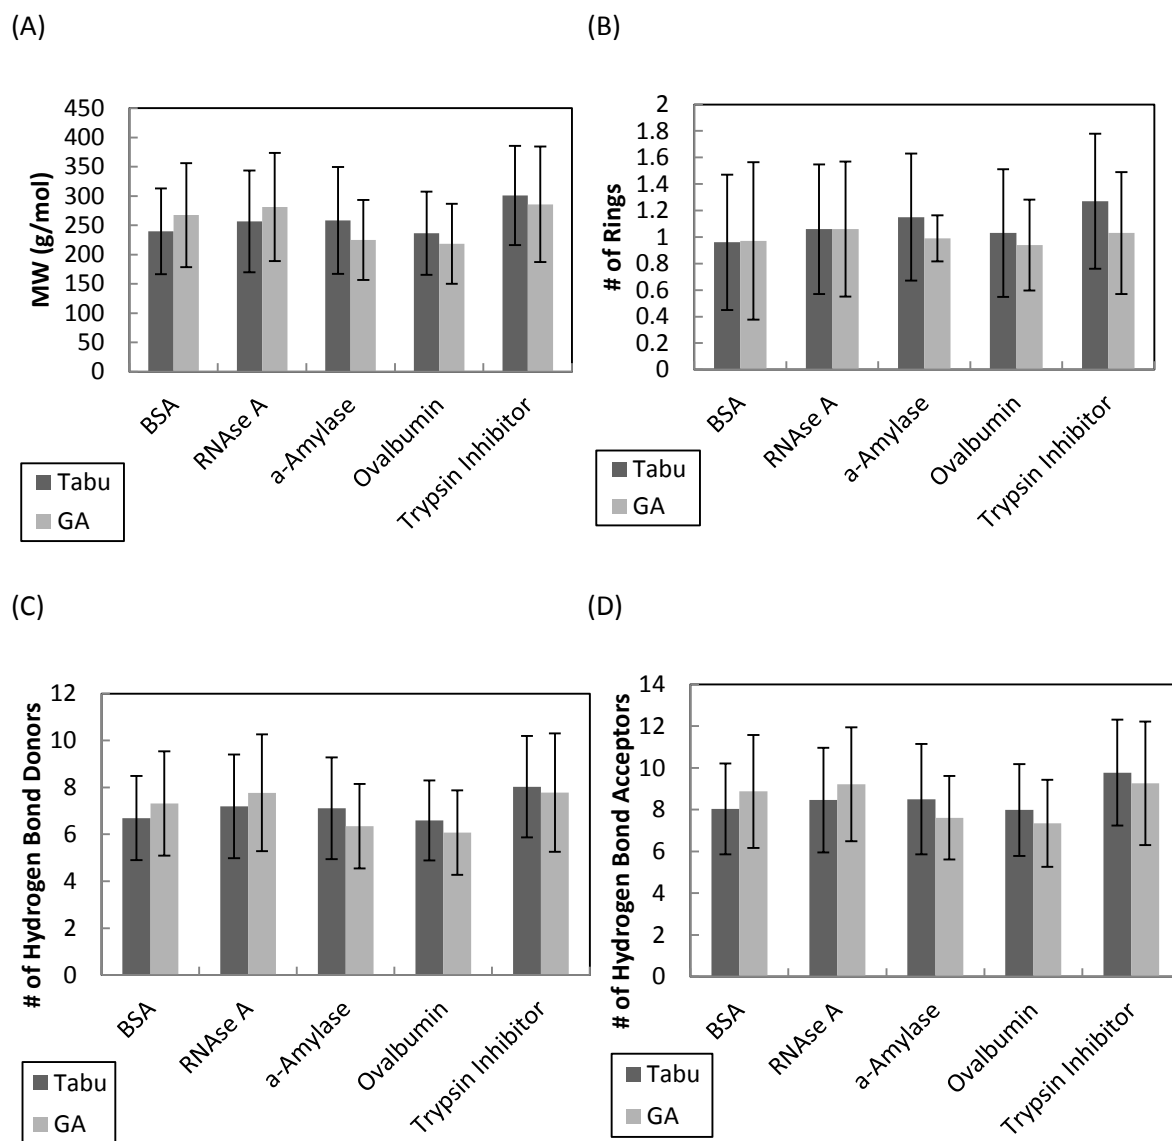 (A)
MW (g/mol)
450
400
350
300
250
200
150
100
50
0
BSA
RNAse A
a-Amylase
Ovalbumin
Trypsin Inhibitor
Tabu
GA
(B)
# of Rings
2
1.8
1.6
1.4
1.2
1
0.8
0.6
0.4
0.2
0
BSA
RNAse A
a-Amylase
Ovalbumin
Trypsin Inhibitor
Tabu
GA
(C)
# of Hydrogen Bond Donors
12
10
8
6
4
2
0
BSA
RNAse A
a-Amylase
Ovalbumin
Trypsin Inhibitor
Tabu
GA
(D)
# of Hydrogen Bond Acceptors
14
12
10
8
6
4
2
0
BSA
RNAse A
a-Amylase
Ovalbumin
Trypsin Inhibitor
Tabu
GA